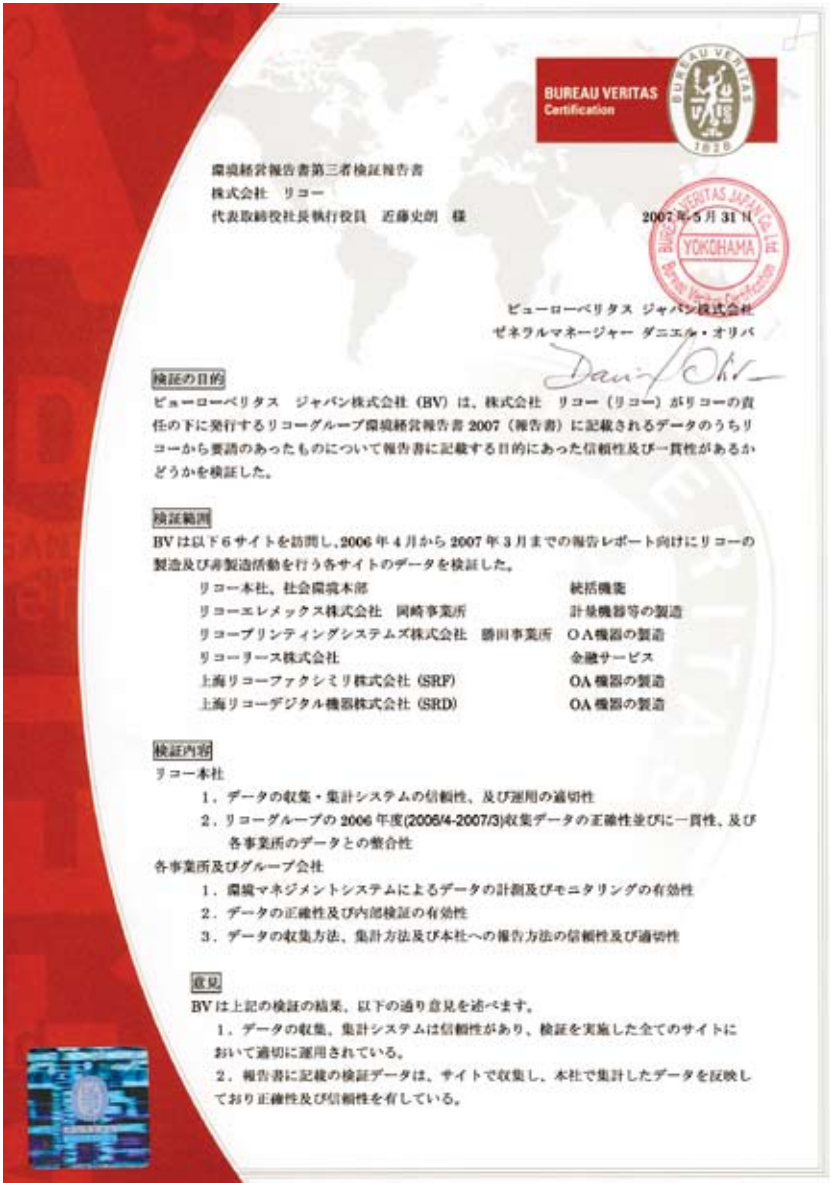 BUREAU VERITAS
Certification
BUREAU VERITAS
1828
環境経営報告書第三者検証報告書
株式会社 リコー
代表取締役社長執行役員 近藤史朗 様
2007年5月31日
BUREAU VERITAS JAPAN Co., Ltd
YOKOHAMA
Bureau Veritas Certification
ビューローベリタス ジャパン株式会社
ゼネラルマネージャー ダニエル・オリバ
検証の目的
ビューローベリタス ジャパン株式会社(BV)は、株式会社 リコー(リコー)がリコーの責
任の下に発行するリコーグループ環境経営報告書2007(報告書)に記載されるデータのうちリ
コーから要請のあったものについて報告書に記載する目的にあった信頼性及び一貫性があるか
どうかを検証した。
検証範囲
BVは以下6サイトを訪問し、2006年4月から2007年3月までの報告レポート向けにリコーの
製造及び非製造活動を行う各サイトのデータを検証した。
リコー本社、社会環境本部 統括機能
リコーエレメックス株式会社 岡崎事業所 計量機器等の製造
リコープリンティングシステムズ株式会社 勝田事業所 OA機器の製造
リコーリース株式会社 金融サービス
上海リコーファクシミリ株式会社(SRF) OA機器の製造
上海リコーデジタル機器株式会社(SRD) OA機器の製造
検証内容
リコー本社
1.データの収集・集計システムの信頼性、及び運用の適切性
2.リコーグループの2006年度(2006/4-2007/3)収集データの正確性並びに一貫性、及び
各事業所のデータとの整合性
各事業所及びグループ会社
1.環境マネジメントシステムによるデータの計測及びモニタリングの有効性
2.データの正確性及び内部検証の有効性
3.データの収集方法、集計方法及び本社への報告方法の信頼性及び適切性
意見
BVは上記の検証の結果、以下の通り意見を述べます。
1.データの収集、集計システムは信頼性があり、検証を実施した全てのサイトに
おいて適切に運用されている。
2.報告書に記載の検証データは、サイトで収集し、本社で集計したデータを反映し
ており正確性及び信頼性を有している。